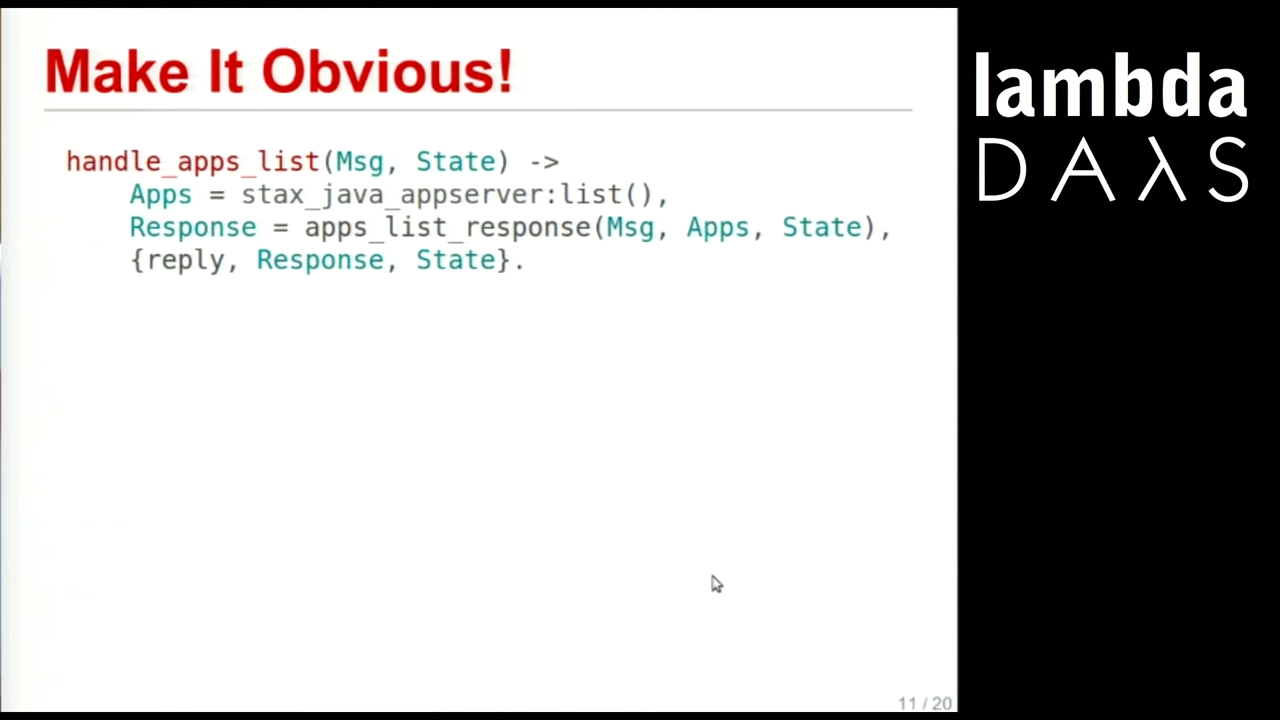 Make It Obvious!
handle_apps_list(Msg, State) ->
Apps = stax_java_appserver:list(),
Response = apps_list_response(Msg, Apps, State),
{reply, Response, State}.
11 / 20
lambda
DAλS